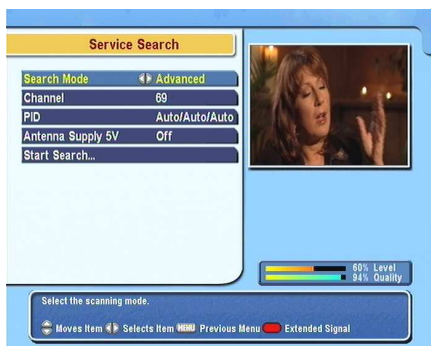 Service Search
Search Mode Advanced
Channel 69
PID Auto/Auto/Auto
Antenna Supply 5V Off
Start Search...
60% Level
94% Quality
Select the scanning mode.
Moves Item Selects Item MENU Previous Menu Extended Signal